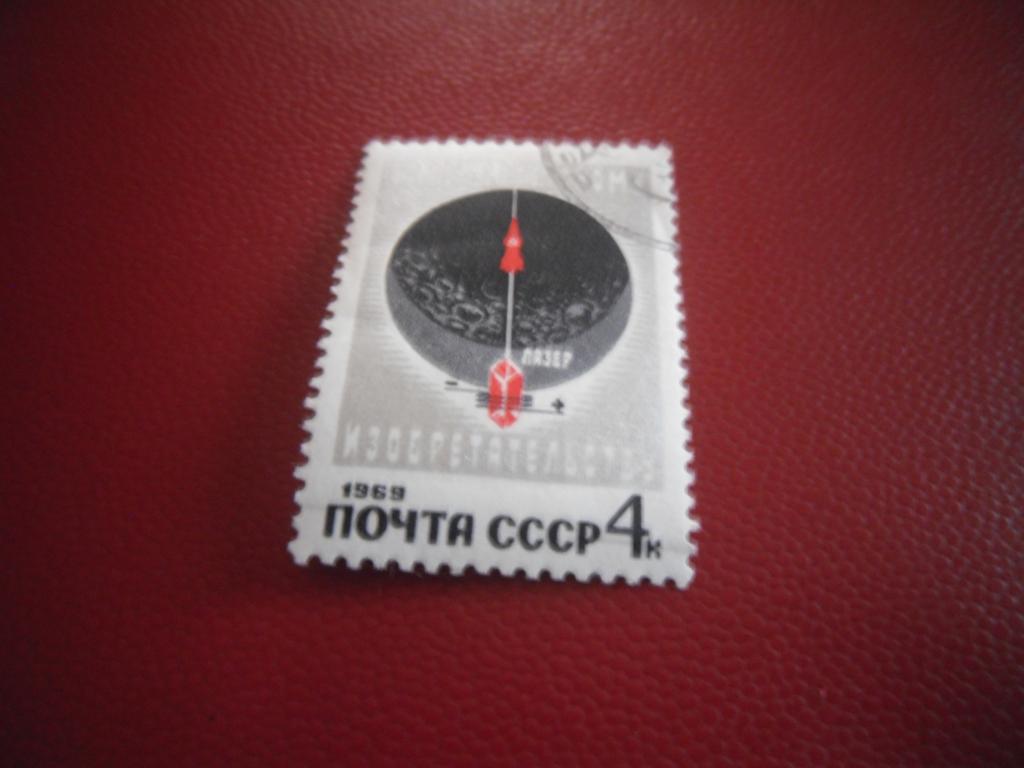 ЛАЗЕР
- +
ИЗОБРЕТАТЕЛЬСТВО
1969
ПОЧТА СССР 4к